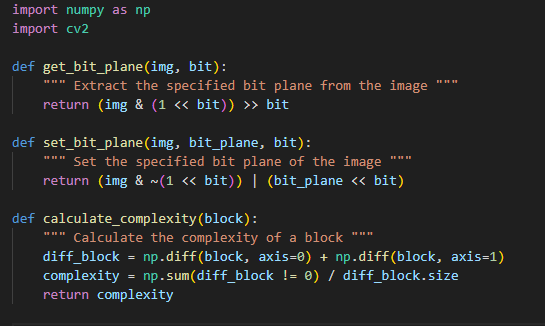 import numpy as np
import cv2
def get_bit_plane(img, bit):
    """ Extract the specified bit plane from the image """
    return (img & (1 << bit)) >> bit
def set_bit_plane(img, bit_plane, bit):
    """ Set the specified bit plane of the image """
    return (img & ~(1 << bit)) | (bit_plane << bit)
def calculate_complexity(block):
    """ Calculate the complexity of a block """
    diff_block = np.diff(block, axis=0) + np.diff(block, axis=1)
    complexity = np.sum(diff_block != 0) / diff_block.size
    return complexity